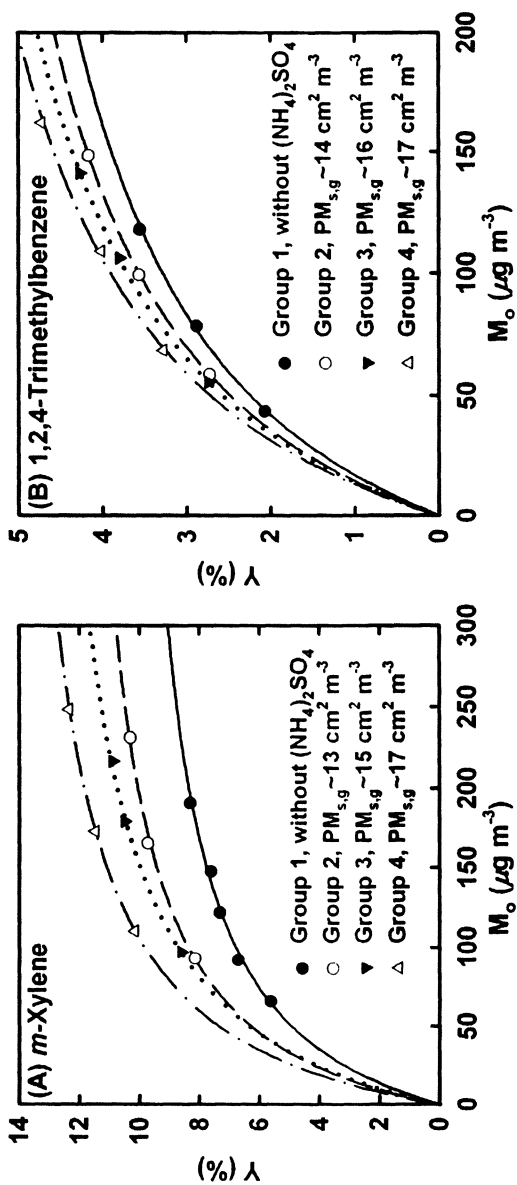 (A) m-Xylene
14
12
10
8
6
4
2
0
Y (%)
Group 1, without (NH4)2SO4
Group 2, PMs,g~13 cm2 m-3
Group 3, PMs,g~15 cm2 m-3
Group 4, PMs,g~17 cm2 m-3
0 50 100 150 200 250 300
Mo (μg m-3)
(B) 1,2,4-Trimethylbenzene
5
4
3
2
1
0
Y (%)
Group 1, without (NH4)2SO4
Group 2, PMs,g~14 cm2 m-3
Group 3, PMs,g~16 cm2 m-3
Group 4, PMs,g~17 cm2 m-3
0 50 100 150 200
Mo (μg m-3)